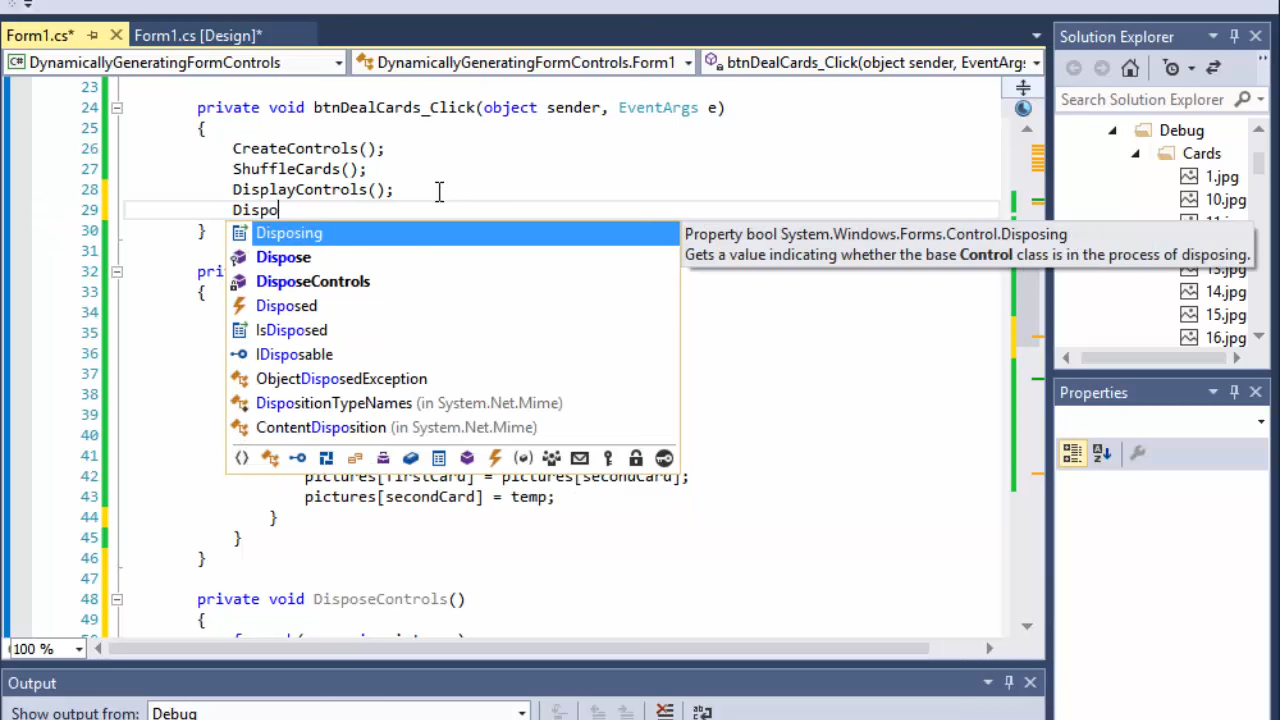 Form1.cs*
Form1.cs [Design]*
DynamicallyGeneratingFormControls
DynamicallyGeneratingFormControls.Form1
btnDealCards_Click(object sender, EventArgs
23
24 private void btnDealCards_Click(object sender, EventArgs e)
25 {
26 CreateControls();
27 ShuffleCards();
28 DisplayControls();
29 Dispo
30 }
31
32 pri
33 {
34
35
36
37
38
39
40
41
42 pictures[firstCard] = pictures[secondCard];
43 pictures[secondCard] = temp;
44 }
45 }
46 }
47
48 private void DisposeControls()
49 {
Disposing
Dispose
DisposeControls
Disposed
IsDisposed
IDisposable
ObjectDisposedException
DispositionTypeNames (in System.Net.Mime)
ContentDisposition (in System.Net.Mime)
Property bool System.Windows.Forms.Control.Disposing
Gets a value indicating whether the base Control class is in the process of disposing.
100 %
Output
Show output from: Debug
Solution Explorer
Search Solution Explorer
Debug
Cards
1.jpg
10.jpg
14.jpg
15.jpg
16.jpg
Properties